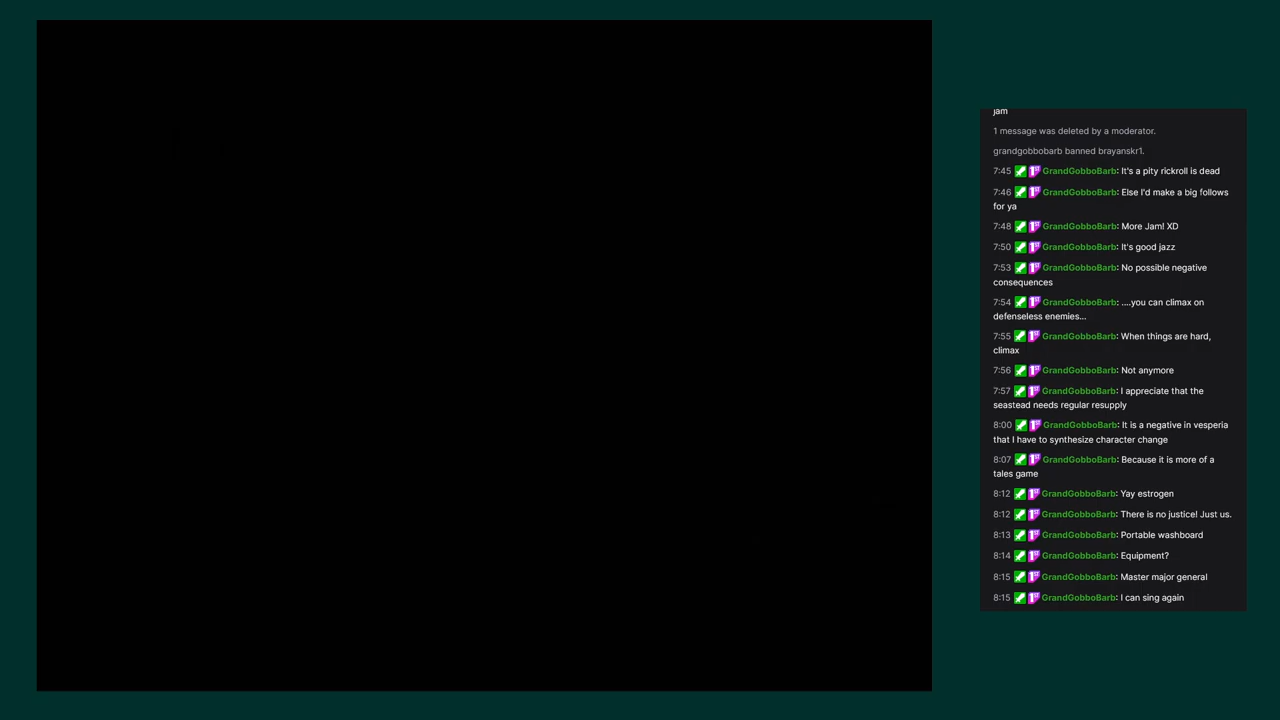 jam
1 message was deleted by a moderator.
grandgobbobarb banned brayanskr1.
7:45 GrandGobboBarb: It's a pity rickroll is dead
7:46 GrandGobboBarb: Else I'd make a big follows
for ya
7:48 GrandGobboBarb: More Jam! XD
7:50 GrandGobboBarb: It's good jazz
7:53 GrandGobboBarb: No possible negative
consequences
7:54 GrandGobboBarb: ....you can climax on
defenseless enemies...
7:55 GrandGobboBarb: When things are hard,
climax
7:56 GrandGobboBarb: Not anymore
7:57 GrandGobboBarb: I appreciate that the
seastead needs regular resupply
8:00 GrandGobboBarb: It is a negative in vesperia
that I have to synthesize character change
8:07 GrandGobboBarb: Because it is more of a
tales game
8:12 GrandGobboBarb: Yay estrogen
8:12 GrandGobboBarb: There is no justice! Just us.
8:13 GrandGobboBarb: Portable washboard
8:14 GrandGobboBarb: Equipment?
8:15 GrandGobboBarb: Master major general
8:15 GrandGobboBarb: I can sing again